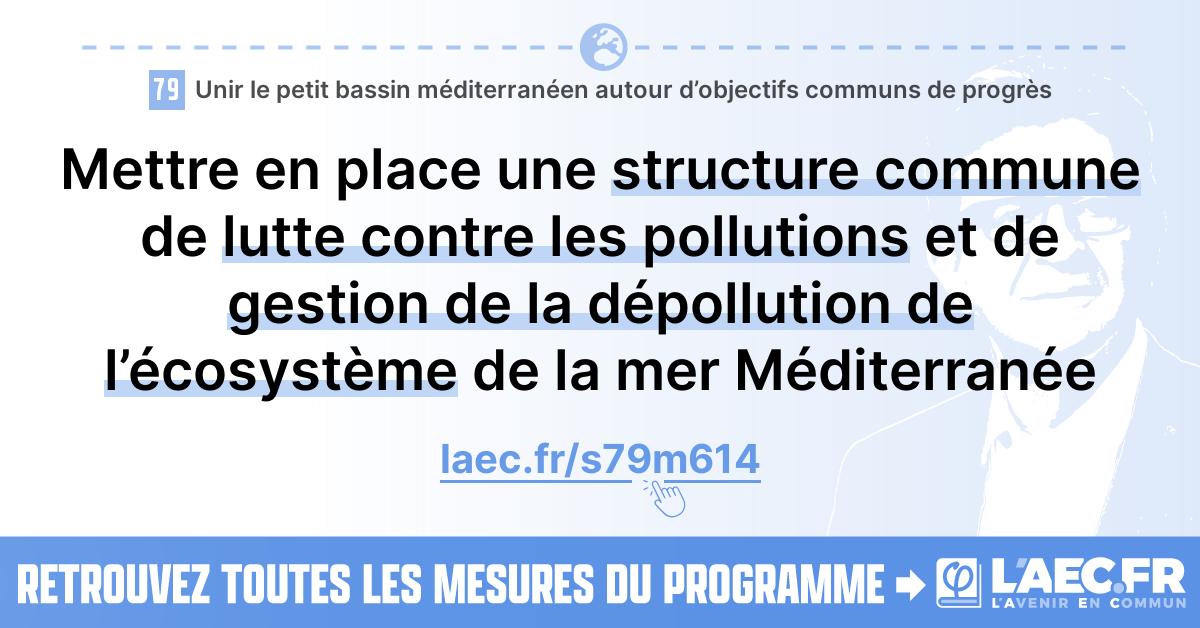 79 Unir le petit bassin méditerranéen autour d’objectifs communs de progrès
Mettre en place une structure commune
de lutte contre les pollutions et de
gestion de la dépollution de
l’écosystème de la mer Méditerranée
laec.fr/s79m614
RETROUVEZ TOUTES LES MESURES DU PROGRAMME
L'AEC.FR
L'AVENIR EN COMMUN